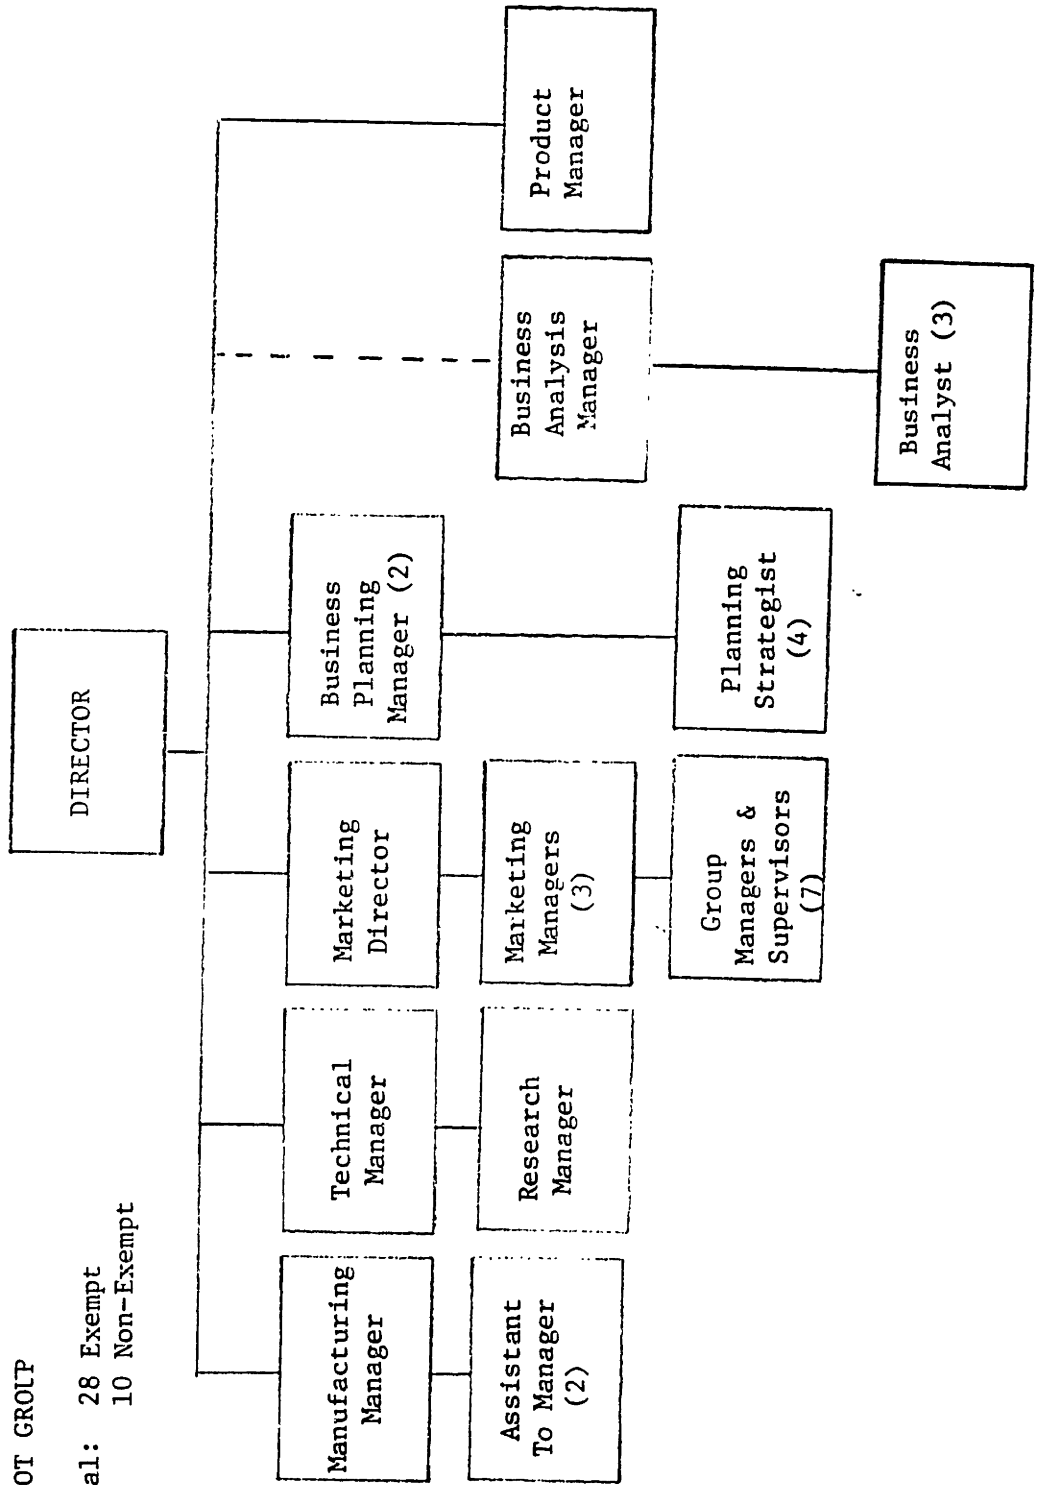 OT GROUP
al: 28 Exempt
10 Non-Exempt
DIRECTOR
Manufacturing
Manager
Technical
Manager
Marketing
Director
Business
Planning
Manager (2)
Business
Analysis
Manager
Product
Manager
Assistant
To Manager
(2)
Research
Manager
Marketing
Managers
(3)
Group
Managers &
Supervisors
(7)
Planning
Strategist
(4)
Business
Analyst (3)